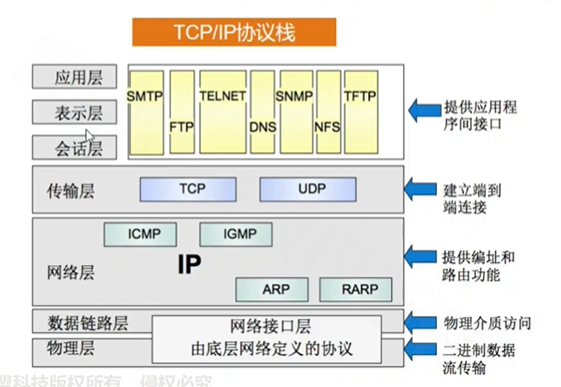 TCP/IP协议栈
应用层
表示层
会话层
SMTP
FTP
TELNET
DNS
SNMP
NFS
TFTP
提供应用程
序间接口
传输层
TCP
UDP
建立端到
端连接
ICMP
IGMP
网络层
IP
ARP
RARP
提供编址和
路由功能
数据链路层
物理层
网络接口层
由底层网络定义的协议
物理介质访问
二进制数据
流传输
盟科技版权所有，侵权必究